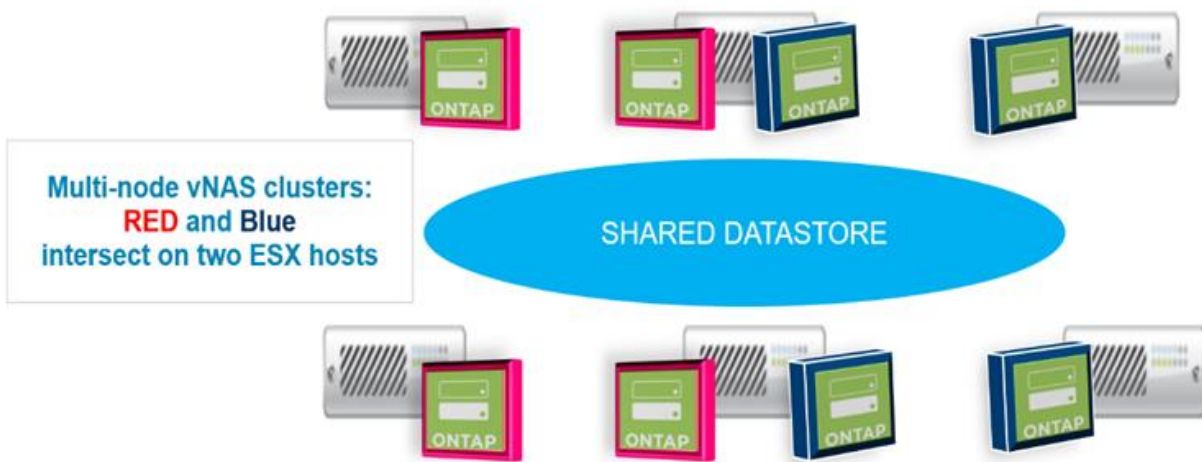 ONTAP
ONTAP
ONTAP
ONTAP
Multi-node vNAS clusters:
RED and Blue
intersect on two ESX hosts
SHARED DATASTORE
ONTAP
ONTAP
ONTAP
ONTAP